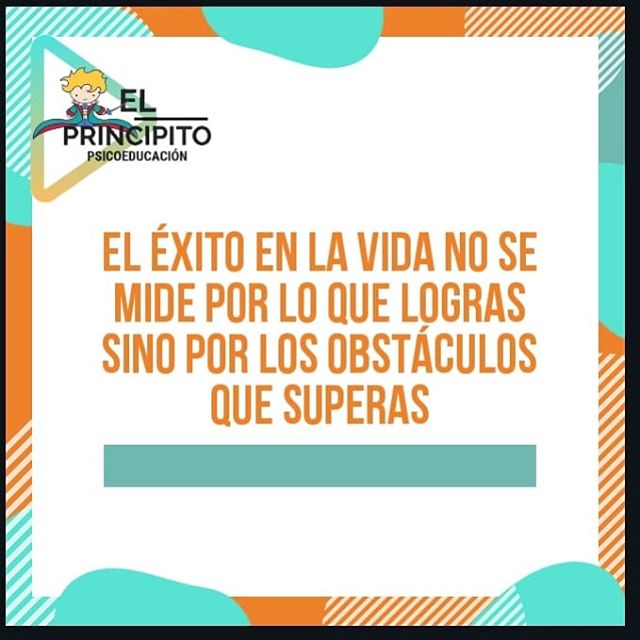 EL
PRINCIPITO
PSICOEDUCACIÓN
EL ÉXITO EN LA VIDA NO SE
MIDE POR LO QUE LOGRAS
SINO POR LOS OBSTÁCULOS
QUE SUPERAS